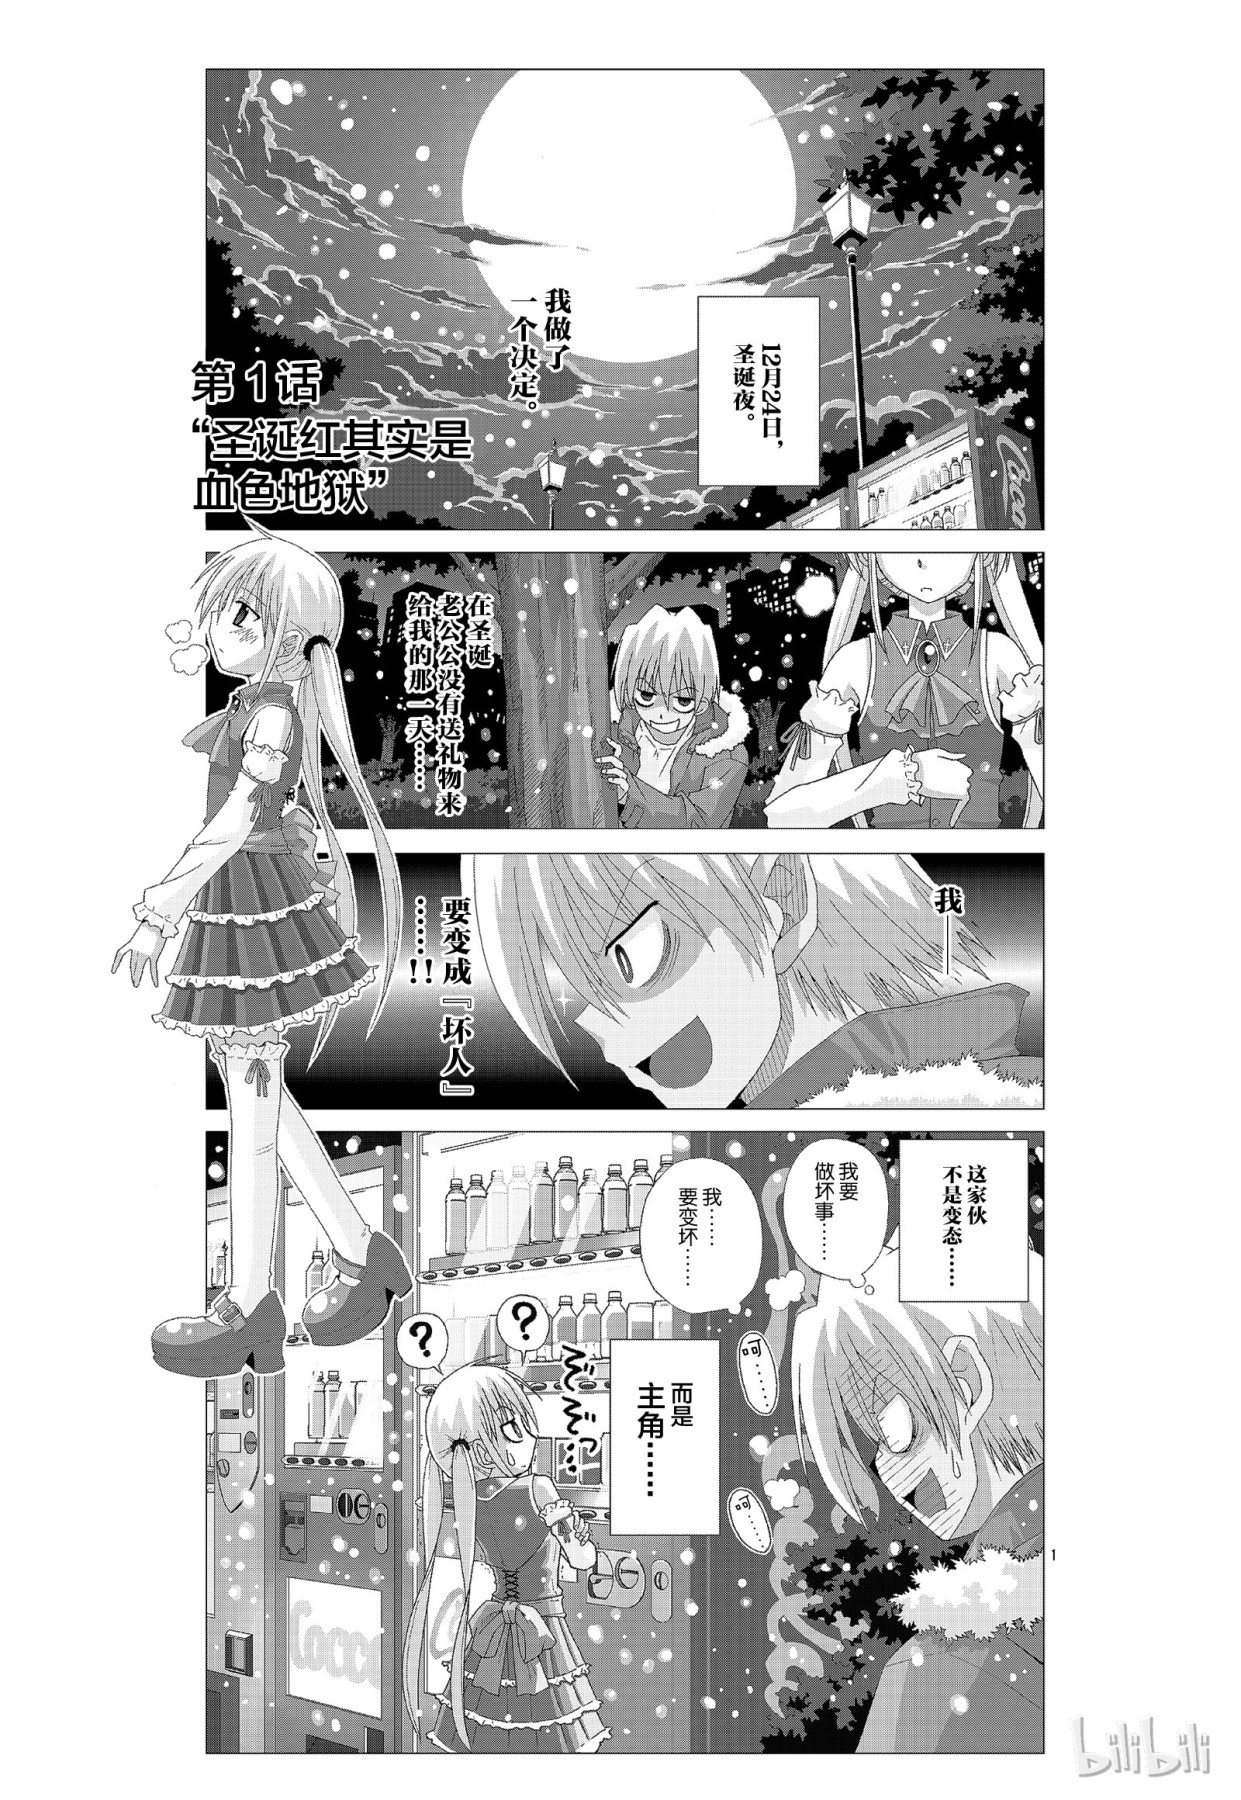 12月24日,
圣诞夜。
我做了
一个决定。
第1话
“圣诞红其实是
血色地狱”
在圣诞
老公公没有送礼物来
给我的那一天……
我——
要变成『坏人』
……!!
这家伙
不是变态……
我要
做坏事……
我……
要变坏……
呵……
呵……
而是
主角……
?
?
ぞぞっ…
Cocc
1
bilibili